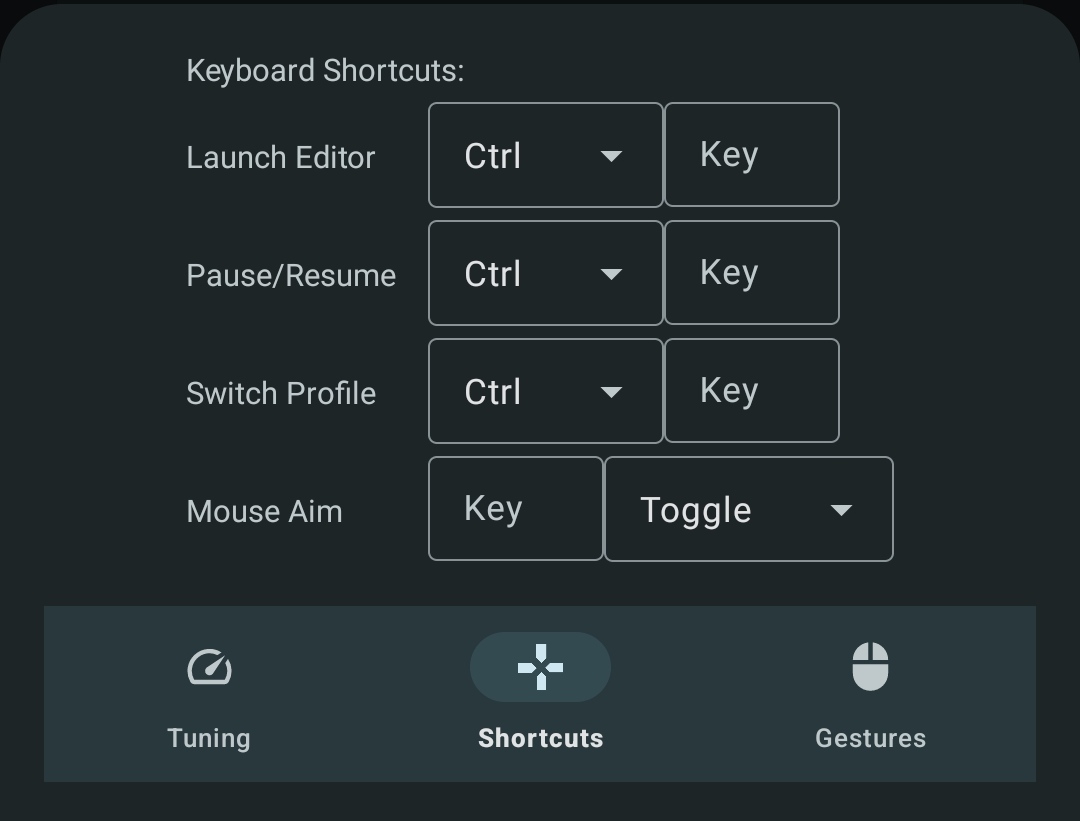 Keyboard Shortcuts:
Launch Editor Ctrl Key
Pause/Resume Ctrl Key
Switch Profile Ctrl Key
Mouse Aim Key Toggle
Tuning Shortcuts Gestures